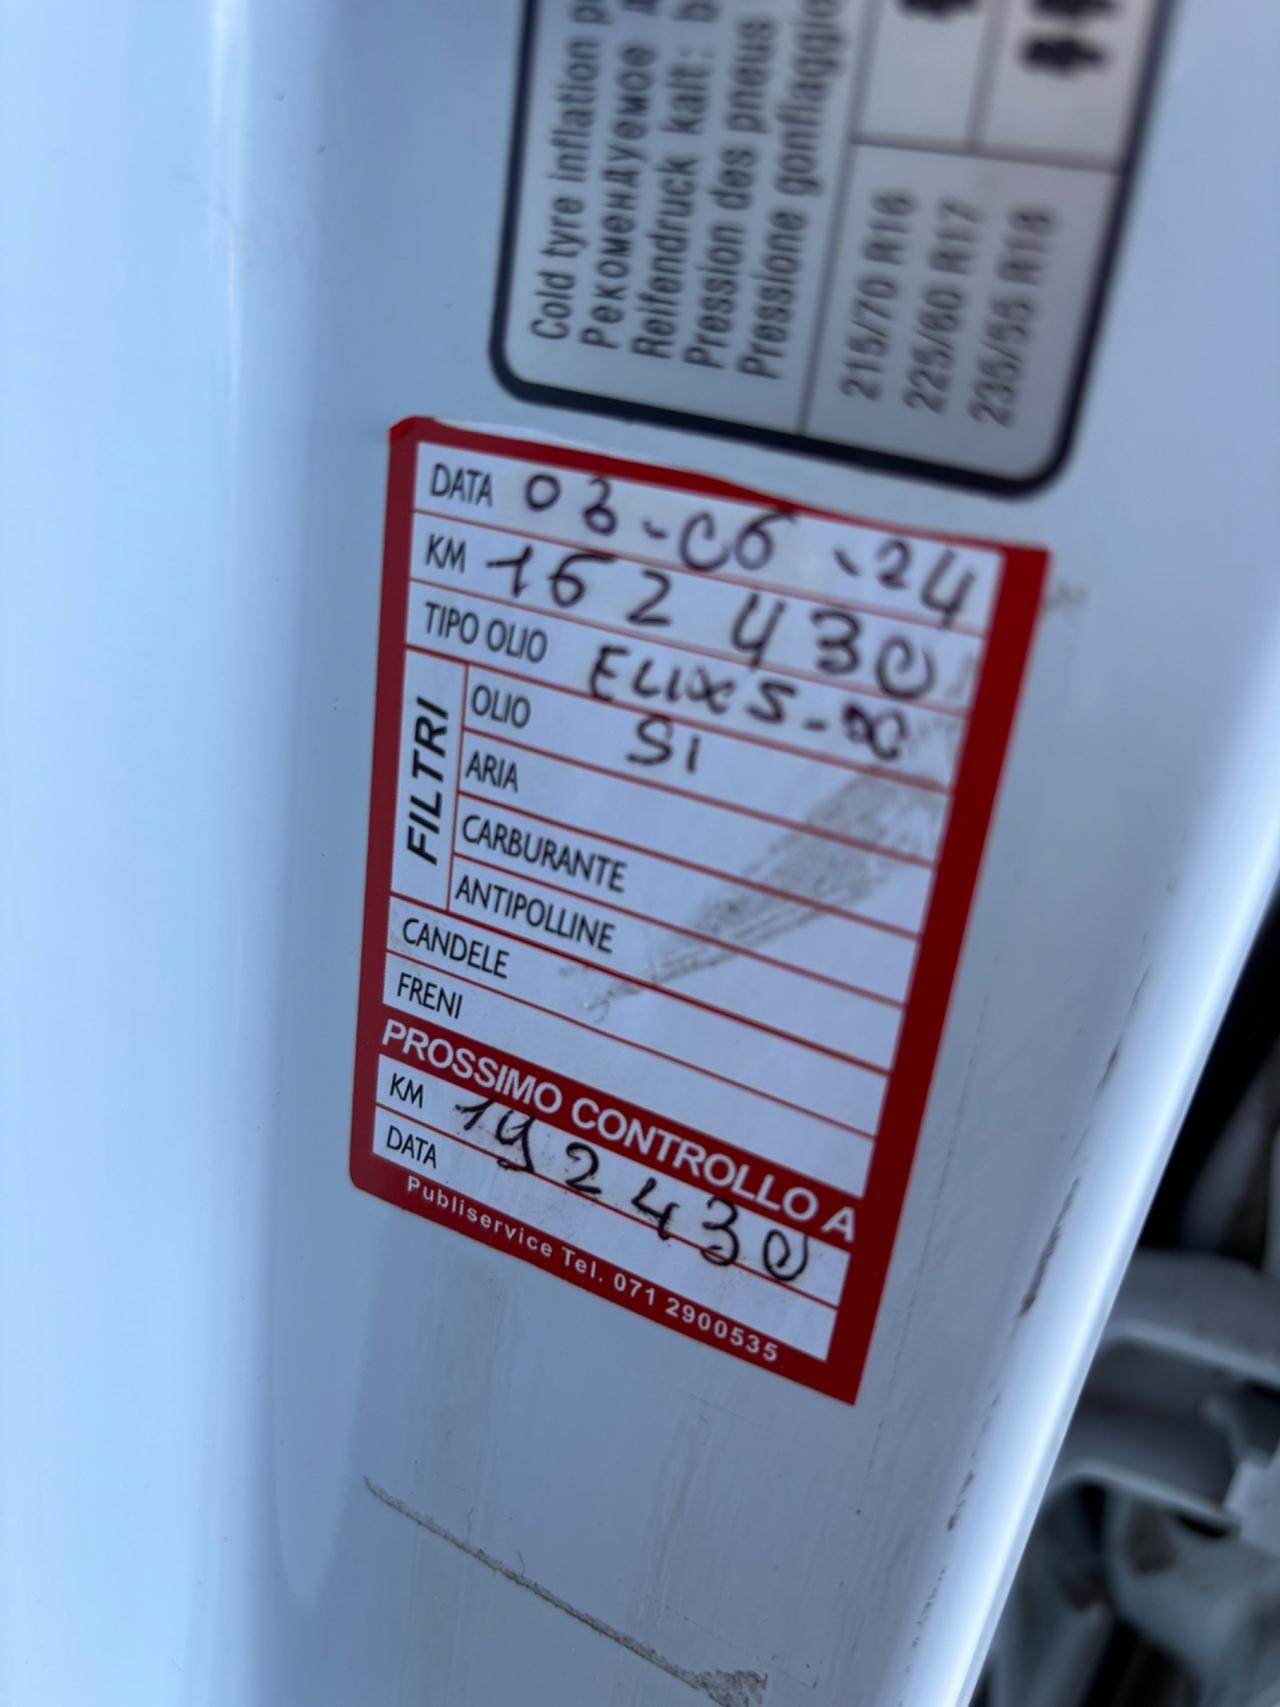 Cold tyre inflation
Рекомендуемое
Reifendruck kalt:
Pression des pneus
Pressione gonflaggio
215/70 R16
225/60 R17
235/55 R18
DATA 03-06-24
KM 162430
TIPO OLIO ELIX 5-
FILTRI
OLIO SI
ARIA
CARBURANTE
ANTIPOLLINE
CANDELE
FRENI
PROSSIMO CONTROLLO A
KM 192430
DATA
Publiservice Tel. 071 2900535